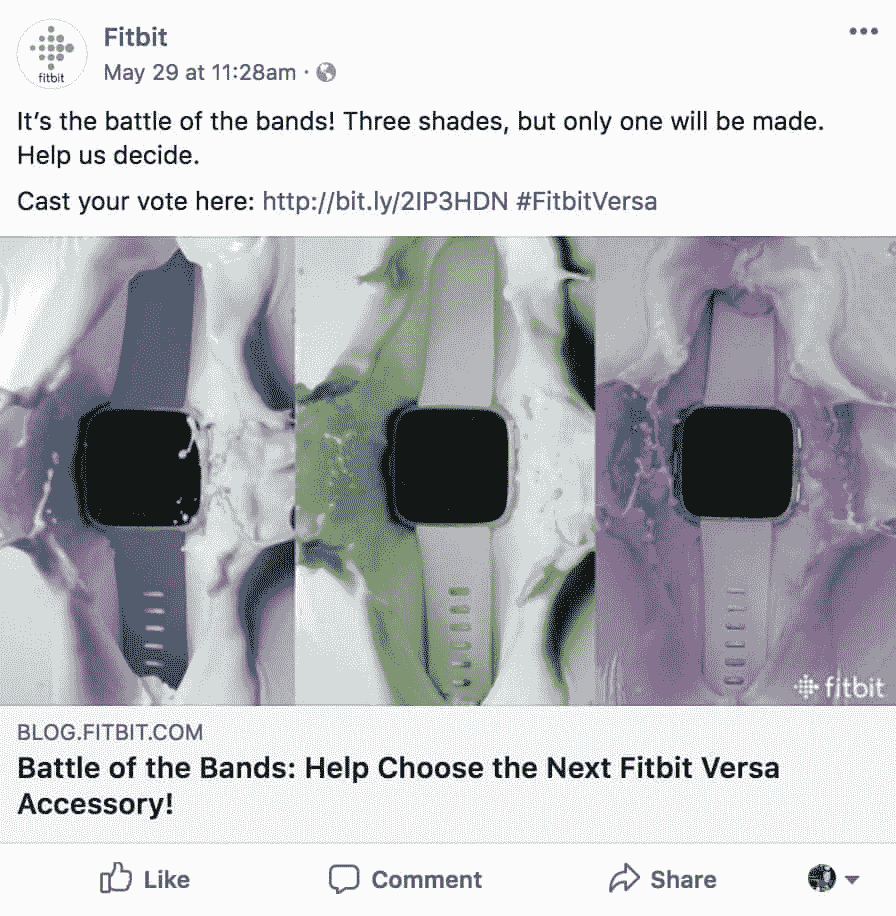 fitbit
Fitbit
May 29 at 11:28am ·
It's the battle of the bands! Three shades, but only one will be made.
Help us decide.
Cast your vote here: http://bit.ly/2IP3HDN #FitbitVersa
fitbit
BLOG.FITBIT.COM
Battle of the Bands: Help Choose the Next Fitbit Versa
Accessory!
Like Comment Share